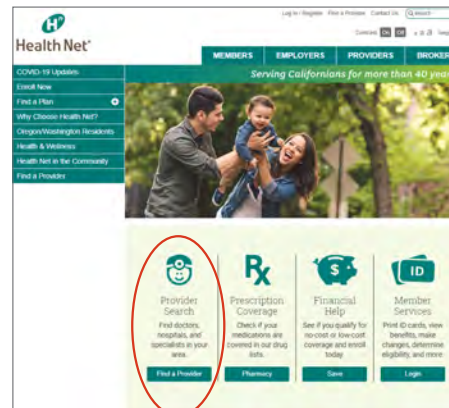 Log In / Register Find a Provider Contact Us Search
Health Net
Contrast On Off a a a
MEMBERS EMPLOYERS PROVIDERS BROKER
COVID-19 Updates
Enroll Now
Find a Plan
Why Choose Health Net?
Oregon/Washington Residents
Health & Wellness
Health Net in the Community
Find a Provider
Serving Californians for more than 40 year
Provider
Search
Find doctors,
hospitals, and
specialists in your
area.
Find a Provider
Rx
Prescription
Coverage
Check if your
medications are
covered in our drug
lists.
Pharmacy
$
Financial
Help
See if you qualify for
no-cost or low-cost
coverage and enroll
today
Save
ID
Member
Services
Print ID cards, view
benefits, make
changes, determine
eligibility, and more
Login